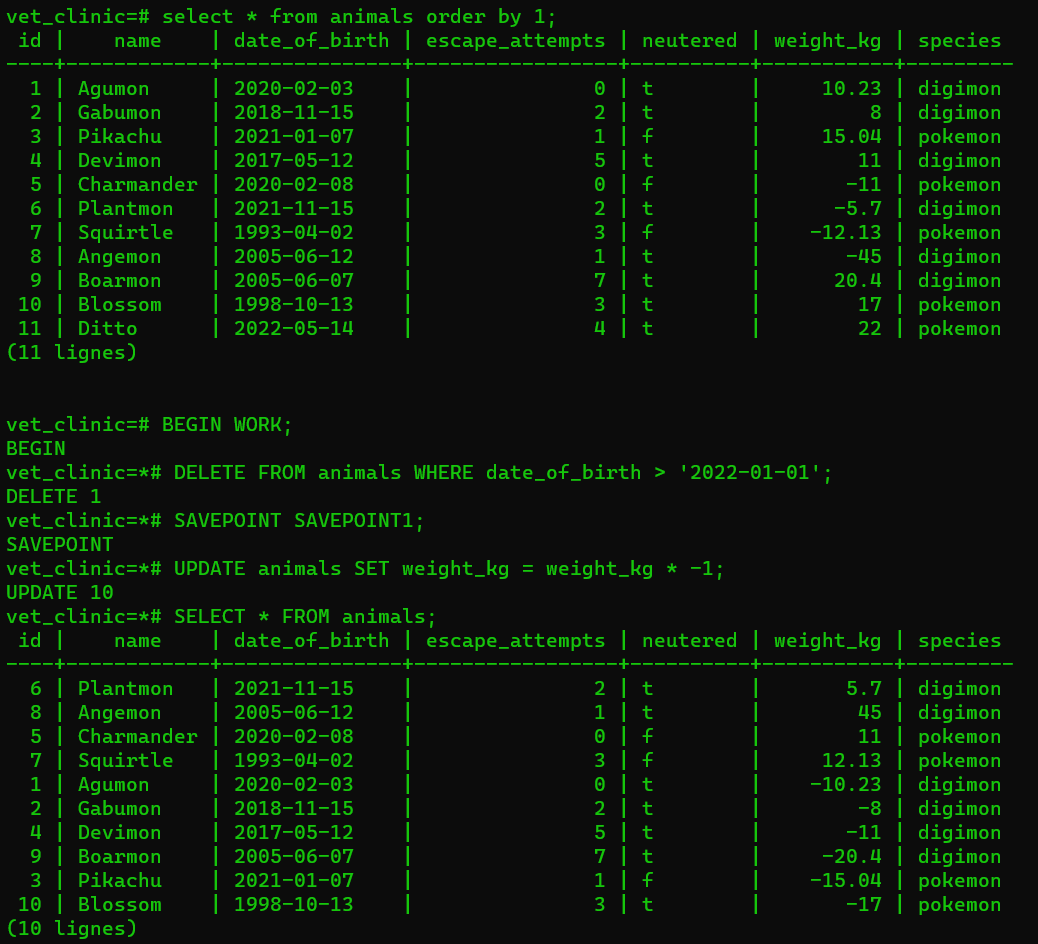 vet_clinic=# select * from animals order by 1;
 id |    name    | date_of_birth | escape_attempts | neutered | weight_kg | species
----+------------+---------------+-----------------+----------+-----------+---------
  1 | Agumon     | 2020-02-03    |               0 | t        |     10.23 | digimon
  2 | Gabumon    | 2018-11-15    |               2 | t        |         8 | digimon
  3 | Pikachu    | 2021-01-07    |               1 | f        |     15.04 | pokemon
  4 | Devimon    | 2017-05-12    |               5 | t        |        11 | digimon
  5 | Charmander | 2020-02-08    |               0 | f        |       -11 | pokemon
  6 | Plantmon   | 2021-11-15    |               2 | t        |      -5.7 | digimon
  7 | Squirtle   | 1993-04-02    |               3 | f        |    -12.13 | pokemon
  8 | Angemon    | 2005-06-12    |               1 | t        |       -45 | digimon
  9 | Boarmon    | 2005-06-07    |               7 | t        |      20.4 | digimon
 10 | Blossom    | 1998-10-13    |               3 | t        |        17 | pokemon
 11 | Ditto      | 2022-05-14    |               4 | t        |        22 | pokemon
(11 lignes)
vet_clinic=# BEGIN WORK;
BEGIN
vet_clinic=*# DELETE FROM animals WHERE date_of_birth > '2022-01-01';
DELETE 1
vet_clinic=*# SAVEPOINT SAVEPOINT1;
SAVEPOINT
vet_clinic=*# UPDATE animals SET weight_kg = weight_kg * -1;
UPDATE 10
vet_clinic=*# SELECT * FROM animals;
 id |    name    | date_of_birth | escape_attempts | neutered | weight_kg | species
----+------------+---------------+-----------------+----------+-----------+---------
  6 | Plantmon   | 2021-11-15    |               2 | t        |       5.7 | digimon
  8 | Angemon    | 2005-06-12    |               1 | t        |        45 | digimon
  5 | Charmander | 2020-02-08    |               0 | f        |        11 | pokemon
  7 | Squirtle   | 1993-04-02    |               3 | f        |     12.13 | pokemon
  1 | Agumon     | 2020-02-03    |               0 | t        |    -10.23 | digimon
  2 | Gabumon    | 2018-11-15    |               2 | t        |        -8 | digimon
  4 | Devimon    | 2017-05-12    |               5 | t        |       -11 | digimon
  9 | Boarmon    | 2005-06-07    |               7 | t        |     -20.4 | digimon
  3 | Pikachu    | 2021-01-07    |               1 | f        |    -15.04 | pokemon
 10 | Blossom    | 1998-10-13    |               3 | t        |       -17 | pokemon
(10 lignes)